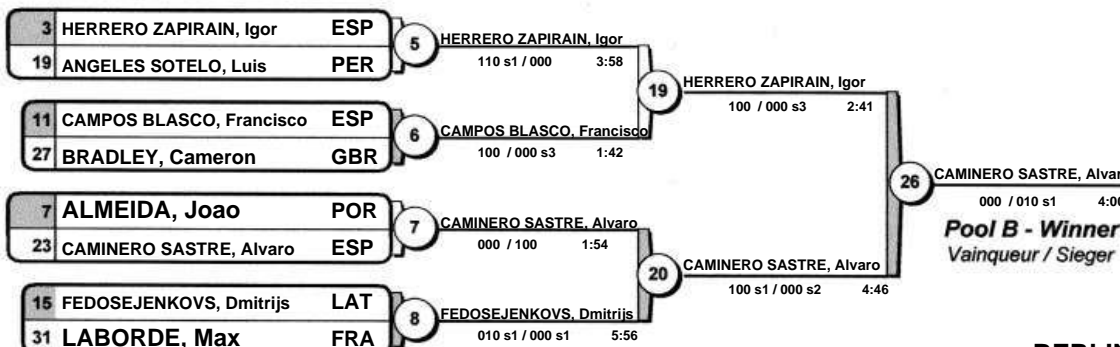 3 HERRERO ZAPIRAIN, Igor ESP
19 ANGELES SOTELO, Luis PER
5
HERRERO ZAPIRAIN, Igor
110 s1 / 000 3:58
11 CAMPOS BLASCO, Francisco ESP
27 BRADLEY, Cameron GBR
6
CAMPOS BLASCO, Francisco
100 / 000 s3 1:42
19
HERRERO ZAPIRAIN, Igor
100 / 000 s3 2:41
7 ALMEIDA, Joao POR
23 CAMINERO SASTRE, Alvaro ESP
7
CAMINERO SASTRE, Alvaro
000 / 100 1:54
15 FEDOSEJENKOVS, Dmitrijs LAT
31 LABORDE, Max FRA
8
FEDOSEJENKOVS, Dmitrijs
010 s1 / 000 s1 5:56
20
CAMINERO SASTRE, Alvaro
100 s1 / 000 s2 4:46
26
CAMINERO SASTRE, Alvar
000 / 010 s1
Pool B - Winner
Vainqueur / Sieger